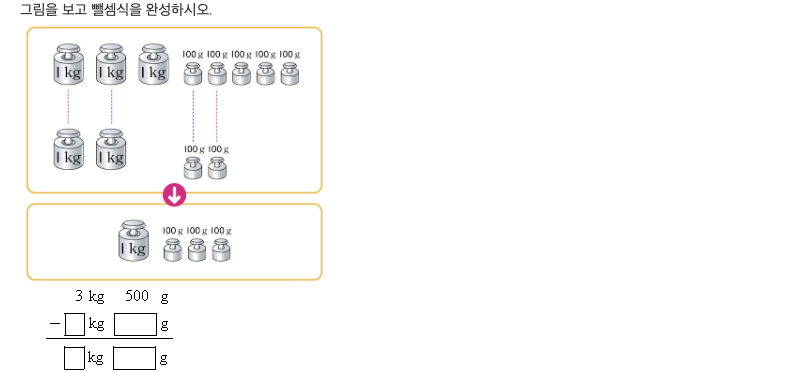 그림을 보고 뺄셈식을 완성하시오.
100 g 100 g 100 g 100 g 100 g
1 kg 1 kg 1 kg
100 g 100 g
1 kg 1 kg
100 g 100 g 100 g
1 kg
3 kg 500 g
− kg g
kg g